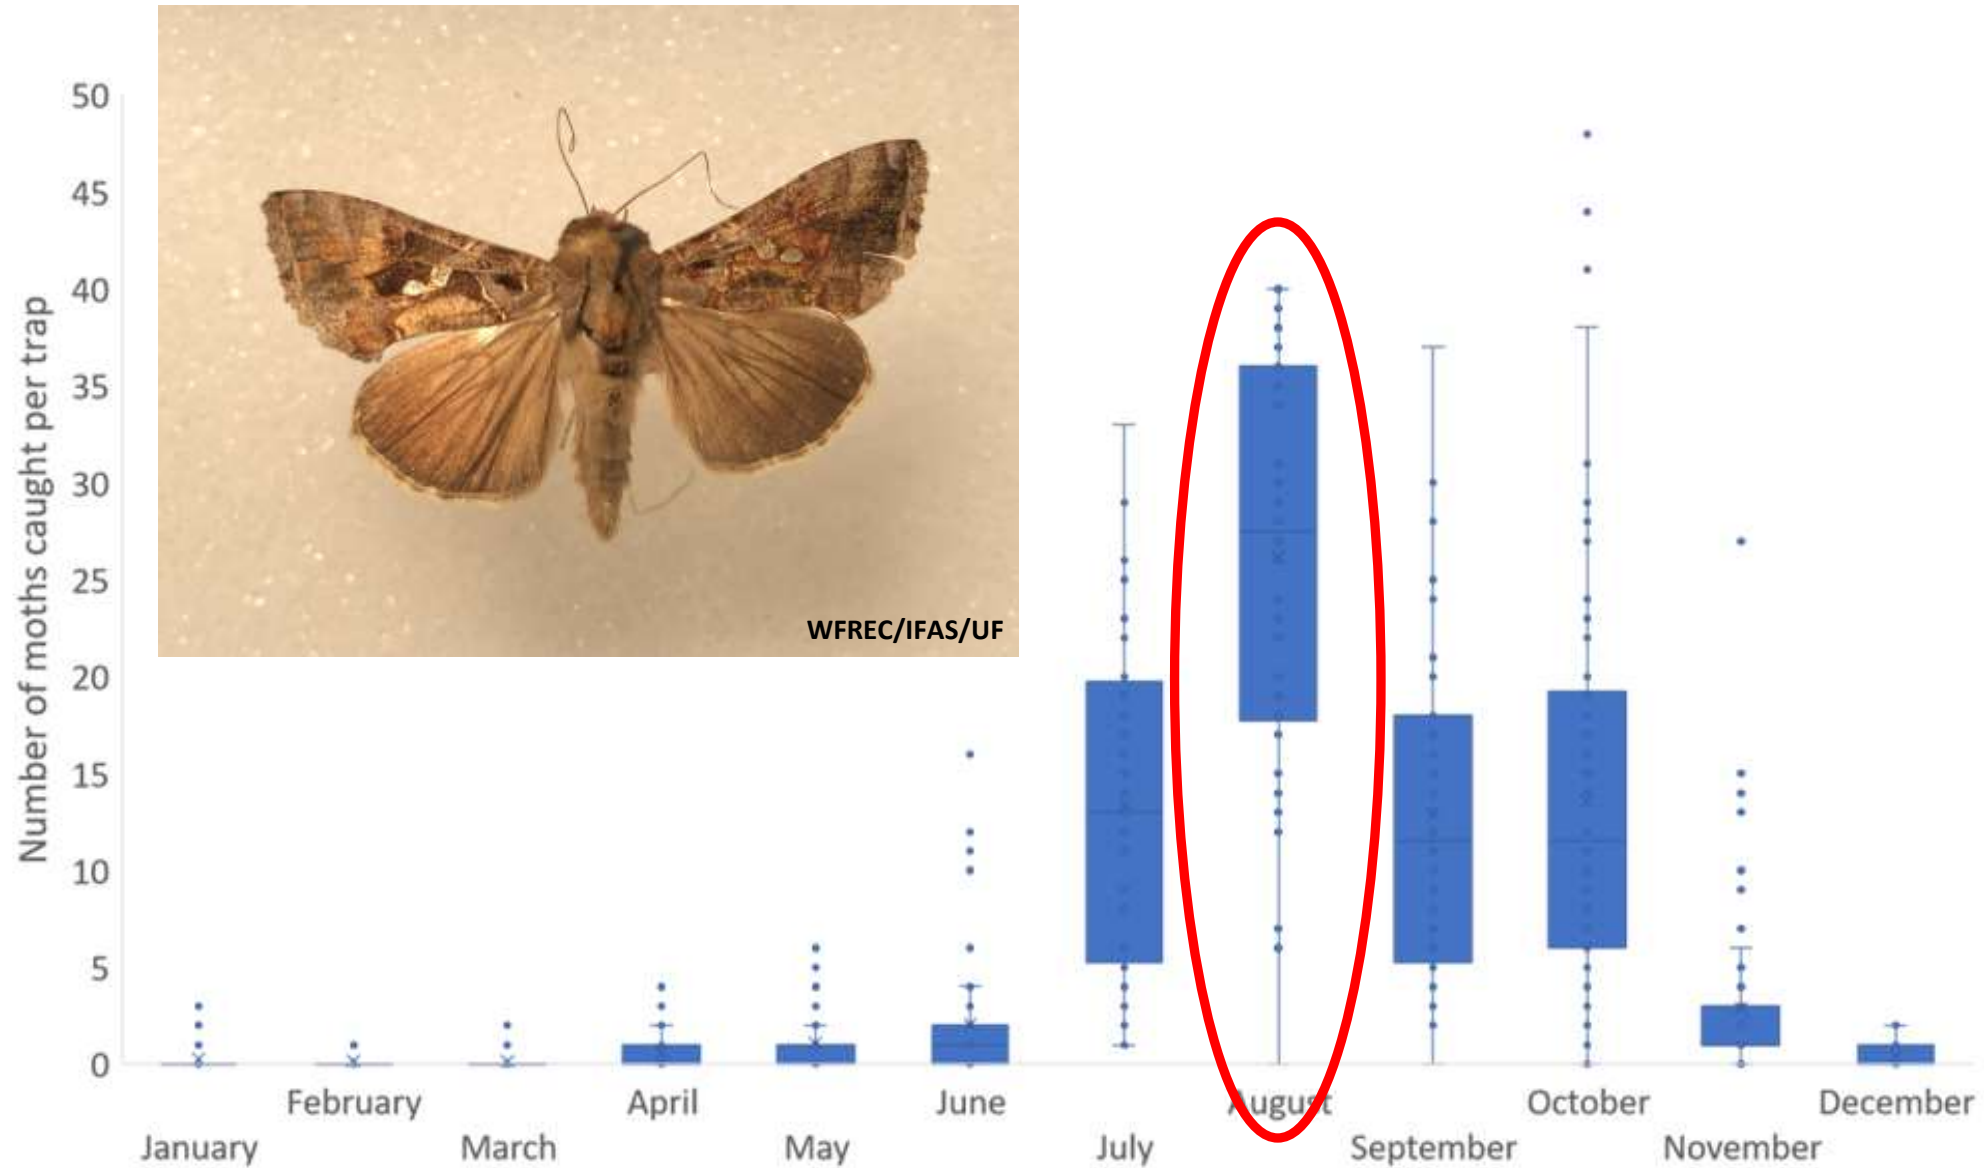 Number of moths caught per trap
50
45
40
35
30
25
20
15
10
5
0
WFREC/IFAS/UF
January
February
March
April
May
June
July
August
September
October
November
December